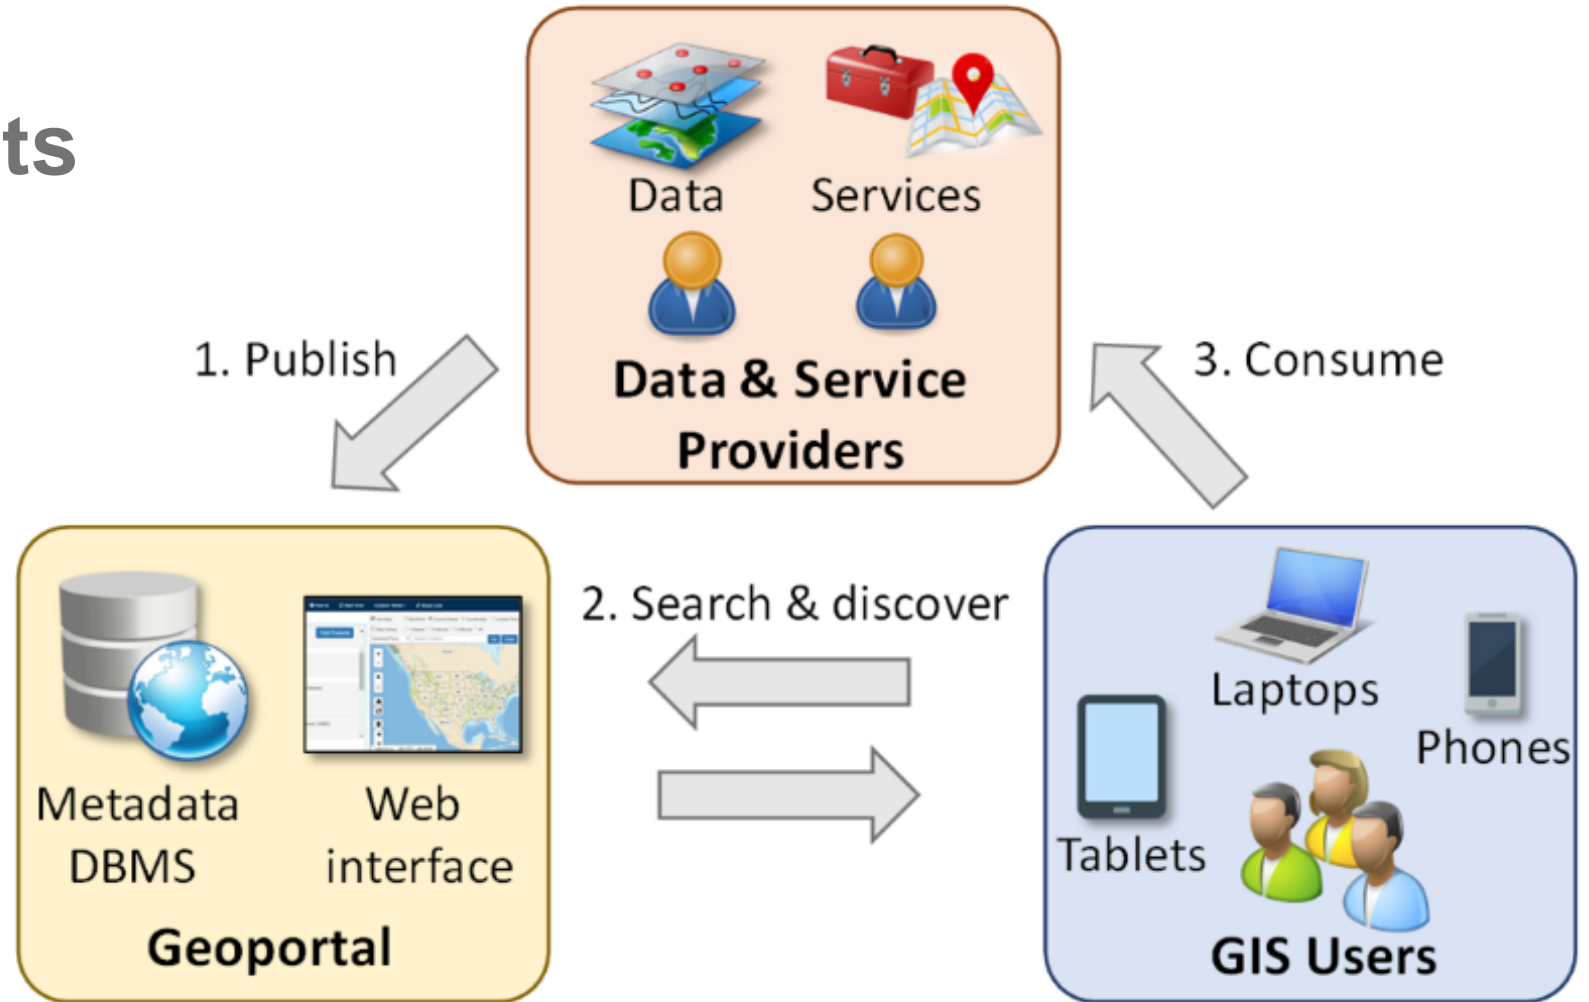 ts
Data
Services
Data & Service
Providers
1. Publish
3. Consume
2. Search & discover
Metadata
DBMS
Web
interface
Geoportal
Laptops
Phones
Tablets
GIS Users